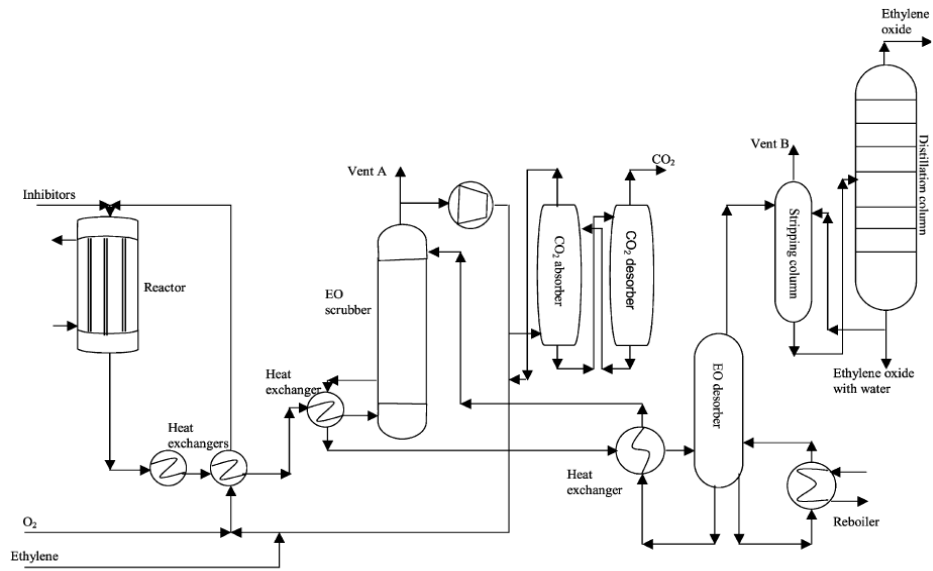 Ethylene
oxide
Distillation column
Vent B
Stripping column
Vent A
CO₂
Inhibitors
CO₂ absorber
CO₂ desorber
Reactor
EO
scrubber
Heat
exchanger
EO desorber
Ethylene oxide
with water
Heat
exchangers
Heat
exchanger
Reboiler
O₂
Ethylene